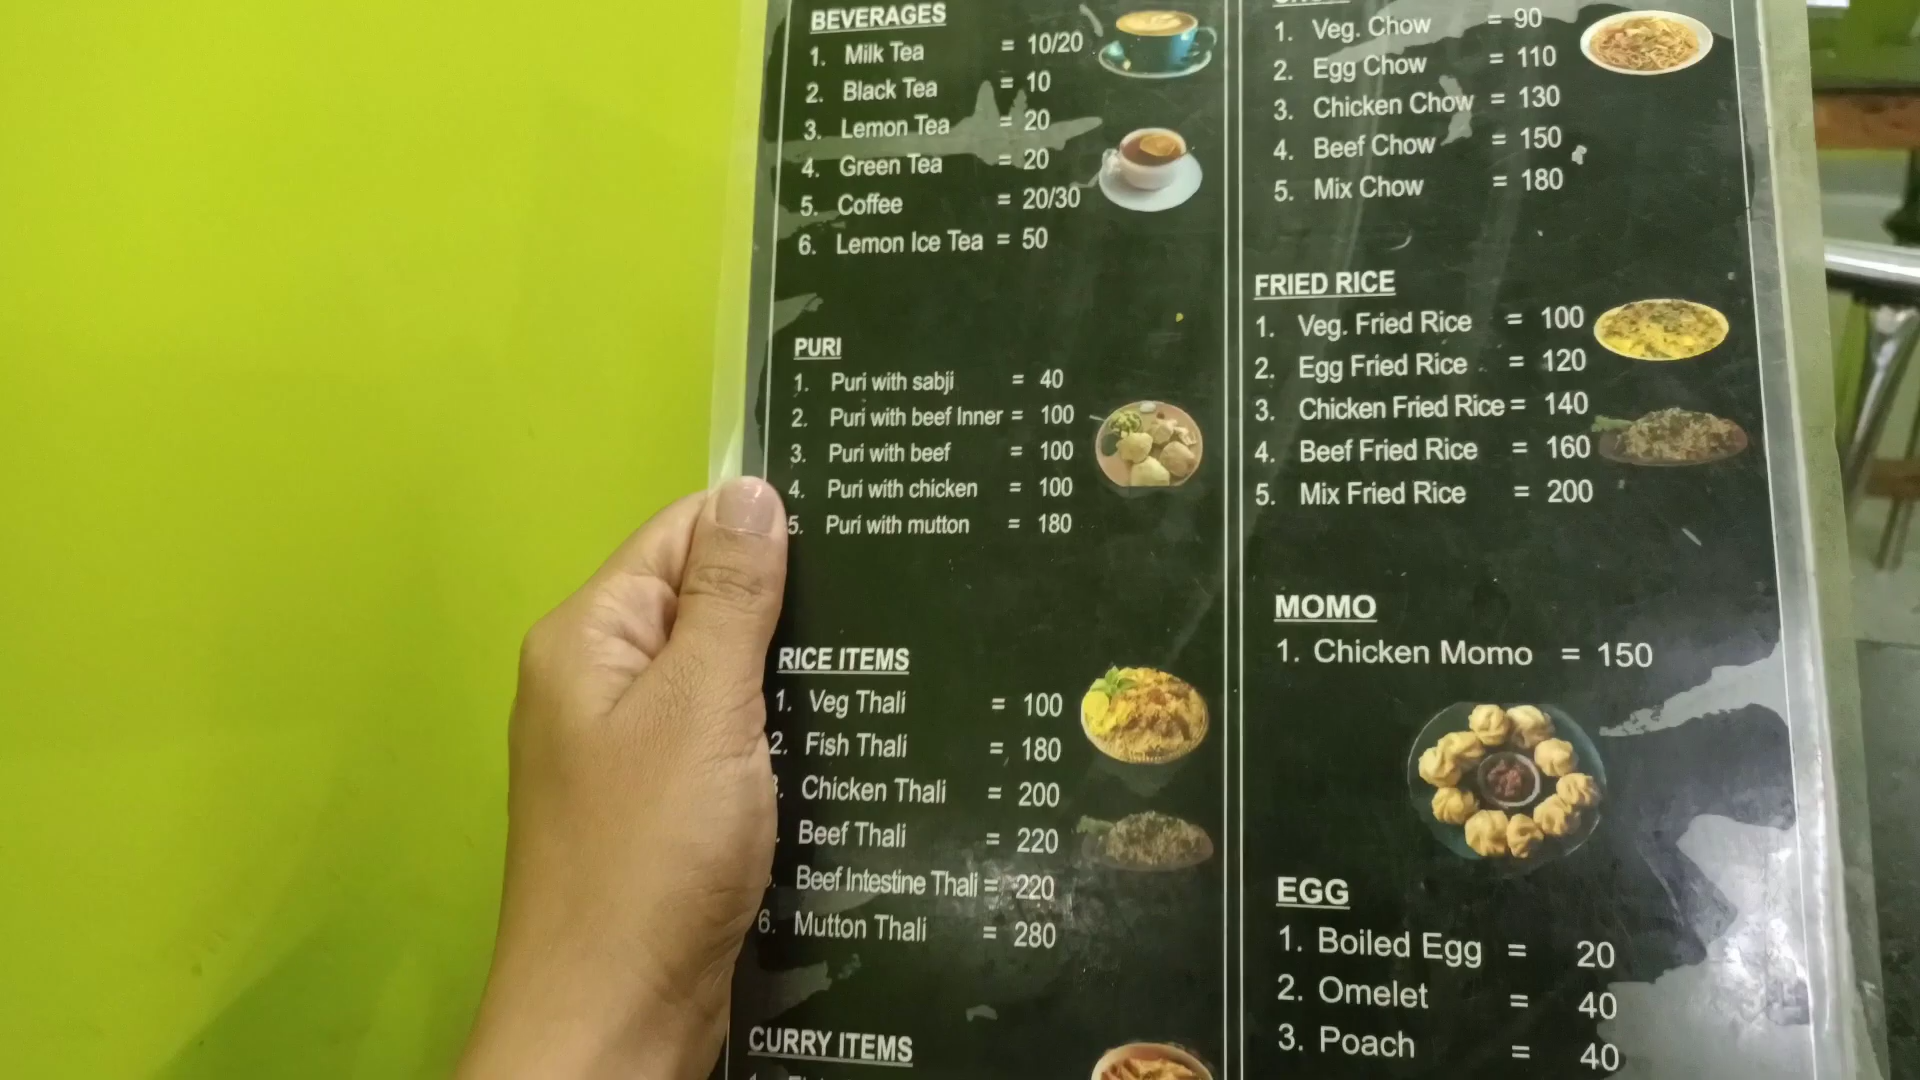 BEVERAGES
1. Milk Tea = 10/20
2. Black Tea = 10
3. Lemon Tea = 20
4. Green Tea = 20
5. Coffee = 20/30
6. Lemon Ice Tea = 50
PURI
1. Puri with sabji = 40
2. Puri with beef Inner = 100
3. Puri with beef = 100
4. Puri with chicken = 100
5. Puri with mutton = 180
RICE ITEMS
1. Veg Thali = 100
2. Fish Thali = 180
. Chicken Thali = 200
. Beef Thali = 220
. Beef Intestine Thali = 220
6. Mutton Thali = 280
CURRY ITEMS
1. Veg. Chow = 90
2. Egg Chow = 110
3. Chicken Chow = 130
4. Beef Chow = 150
5. Mix Chow = 180
FRIED RICE
1. Veg. Fried Rice = 100
2. Egg Fried Rice = 120
3. Chicken Fried Rice = 140
4. Beef Fried Rice = 160
5. Mix Fried Rice = 200
MOMO
1. Chicken Momo = 150
EGG
1. Boiled Egg = 20
2. Omelet = 40
3. Poach = 40